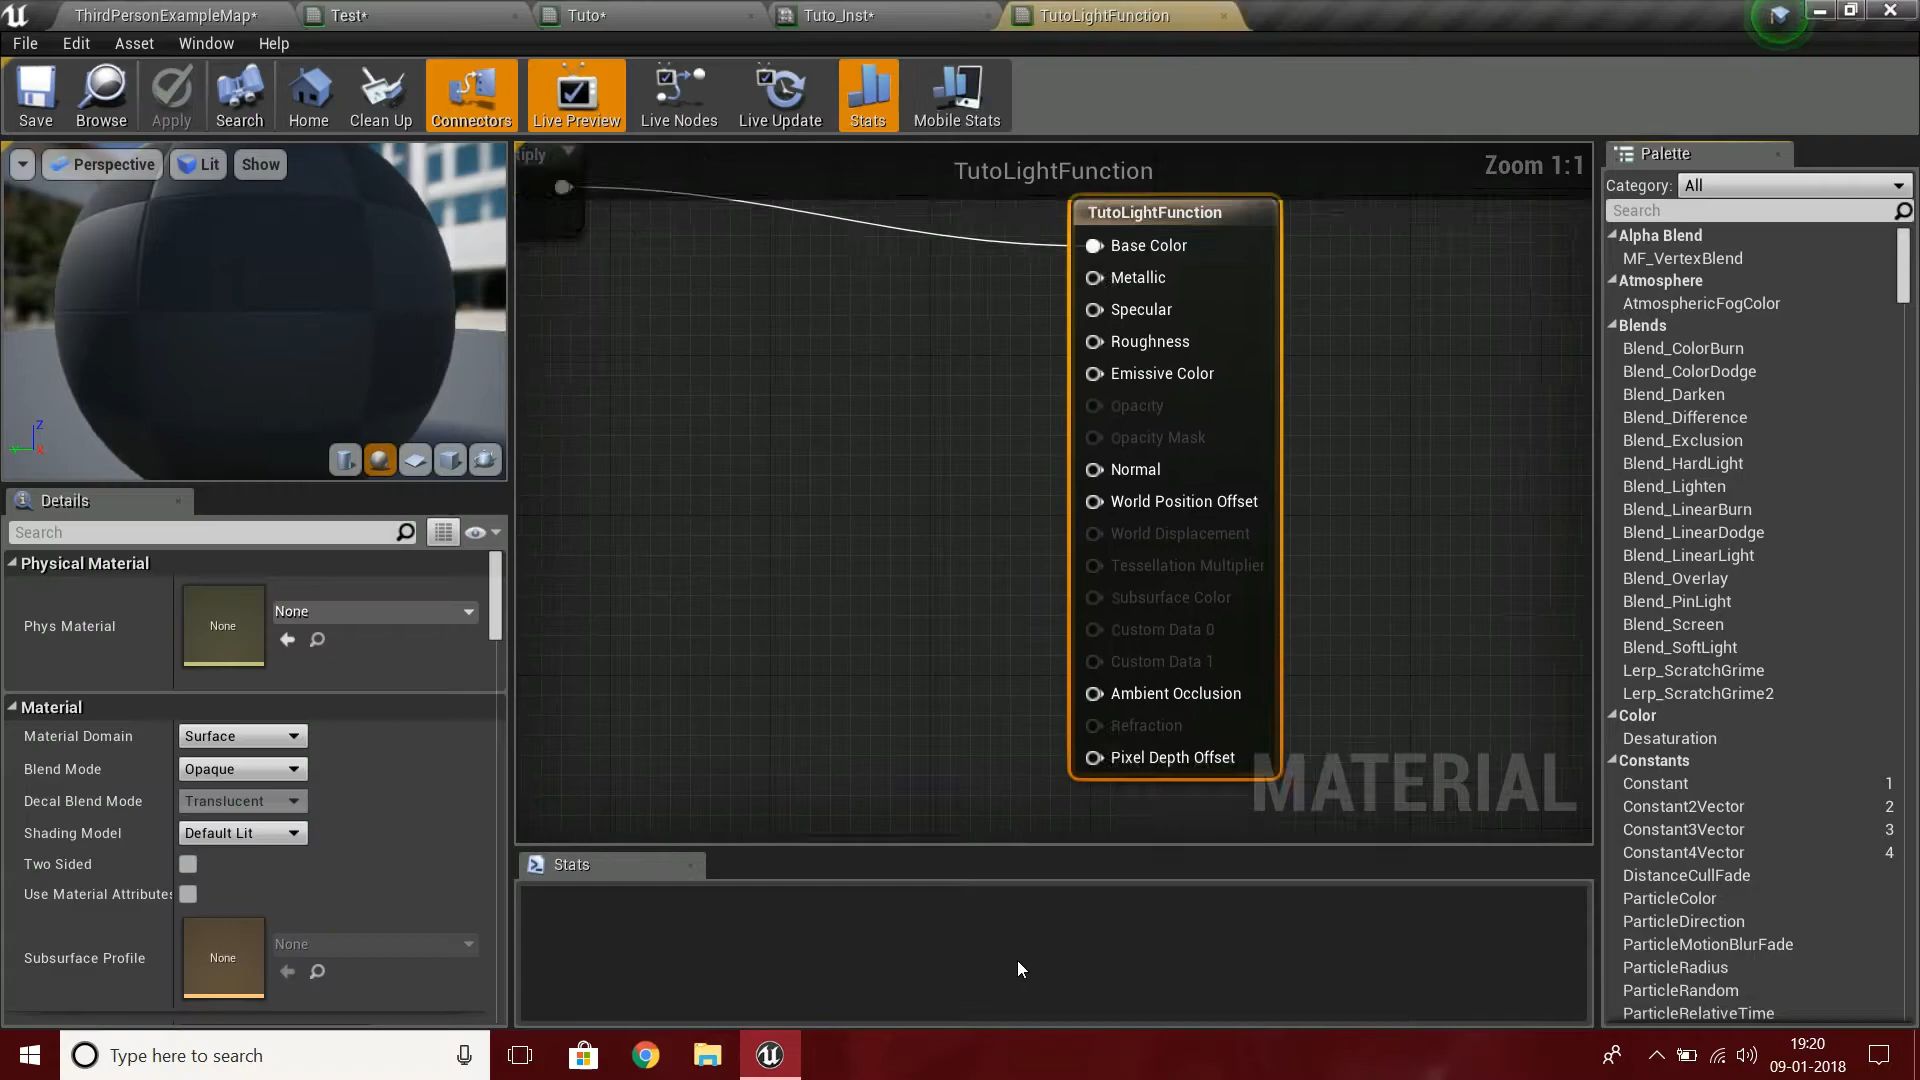 ThirdPersonExampleMap*
Test*
Tuto*
Tuto_Inst*
TutoLightFunction
File
Edit
Asset
Window
Help
Save
Browse
Apply
Search
Home
Clean Up
Connectors
Live Preview
Live Nodes
Live Update
Stats
Mobile Stats
Perspective
Lit
Show
Z
X
Details
Search
Physical Material
Phys Material
None
None
Material
Material Domain
Surface
Blend Mode
Opaque
Decal Blend Mode
Translucent
Shading Model
Default Lit
Two Sided
Use Material Attributes
Subsurface Profile
None
None
iply
TutoLightFunction
Zoom 1:1
TutoLightFunction
Base Color
Metallic
Specular
Roughness
Emissive Color
Opacity
Opacity Mask
Normal
World Position Offset
World Displacement
Tessellation Multiplier
Subsurface Color
Custom Data 0
Custom Data 1
Ambient Occlusion
Refraction
Pixel Depth Offset
MATERIAL
Stats
Palette
Category:
All
Search
Alpha Blend
MF_VertexBlend
Atmosphere
AtmosphericFogColor
Blends
Blend_ColorBurn
Blend_ColorDodge
Blend_Darken
Blend_Difference
Blend_Exclusion
Blend_HardLight
Blend_Lighten
Blend_LinearBurn
Blend_LinearDodge
Blend_LinearLight
Blend_Overlay
Blend_PinLight
Blend_Screen
Blend_SoftLight
Lerp_ScratchGrime
Lerp_ScratchGrime2
Color
Desaturation
Constants
Constant 1
Constant2Vector 2
Constant3Vector 3
Constant4Vector 4
DistanceCullFade
ParticleColor
ParticleDirection
ParticleMotionBlurFade
ParticleRadius
ParticleRandom
ParticleRelativeTime
Type here to search
19:20
09-01-2018